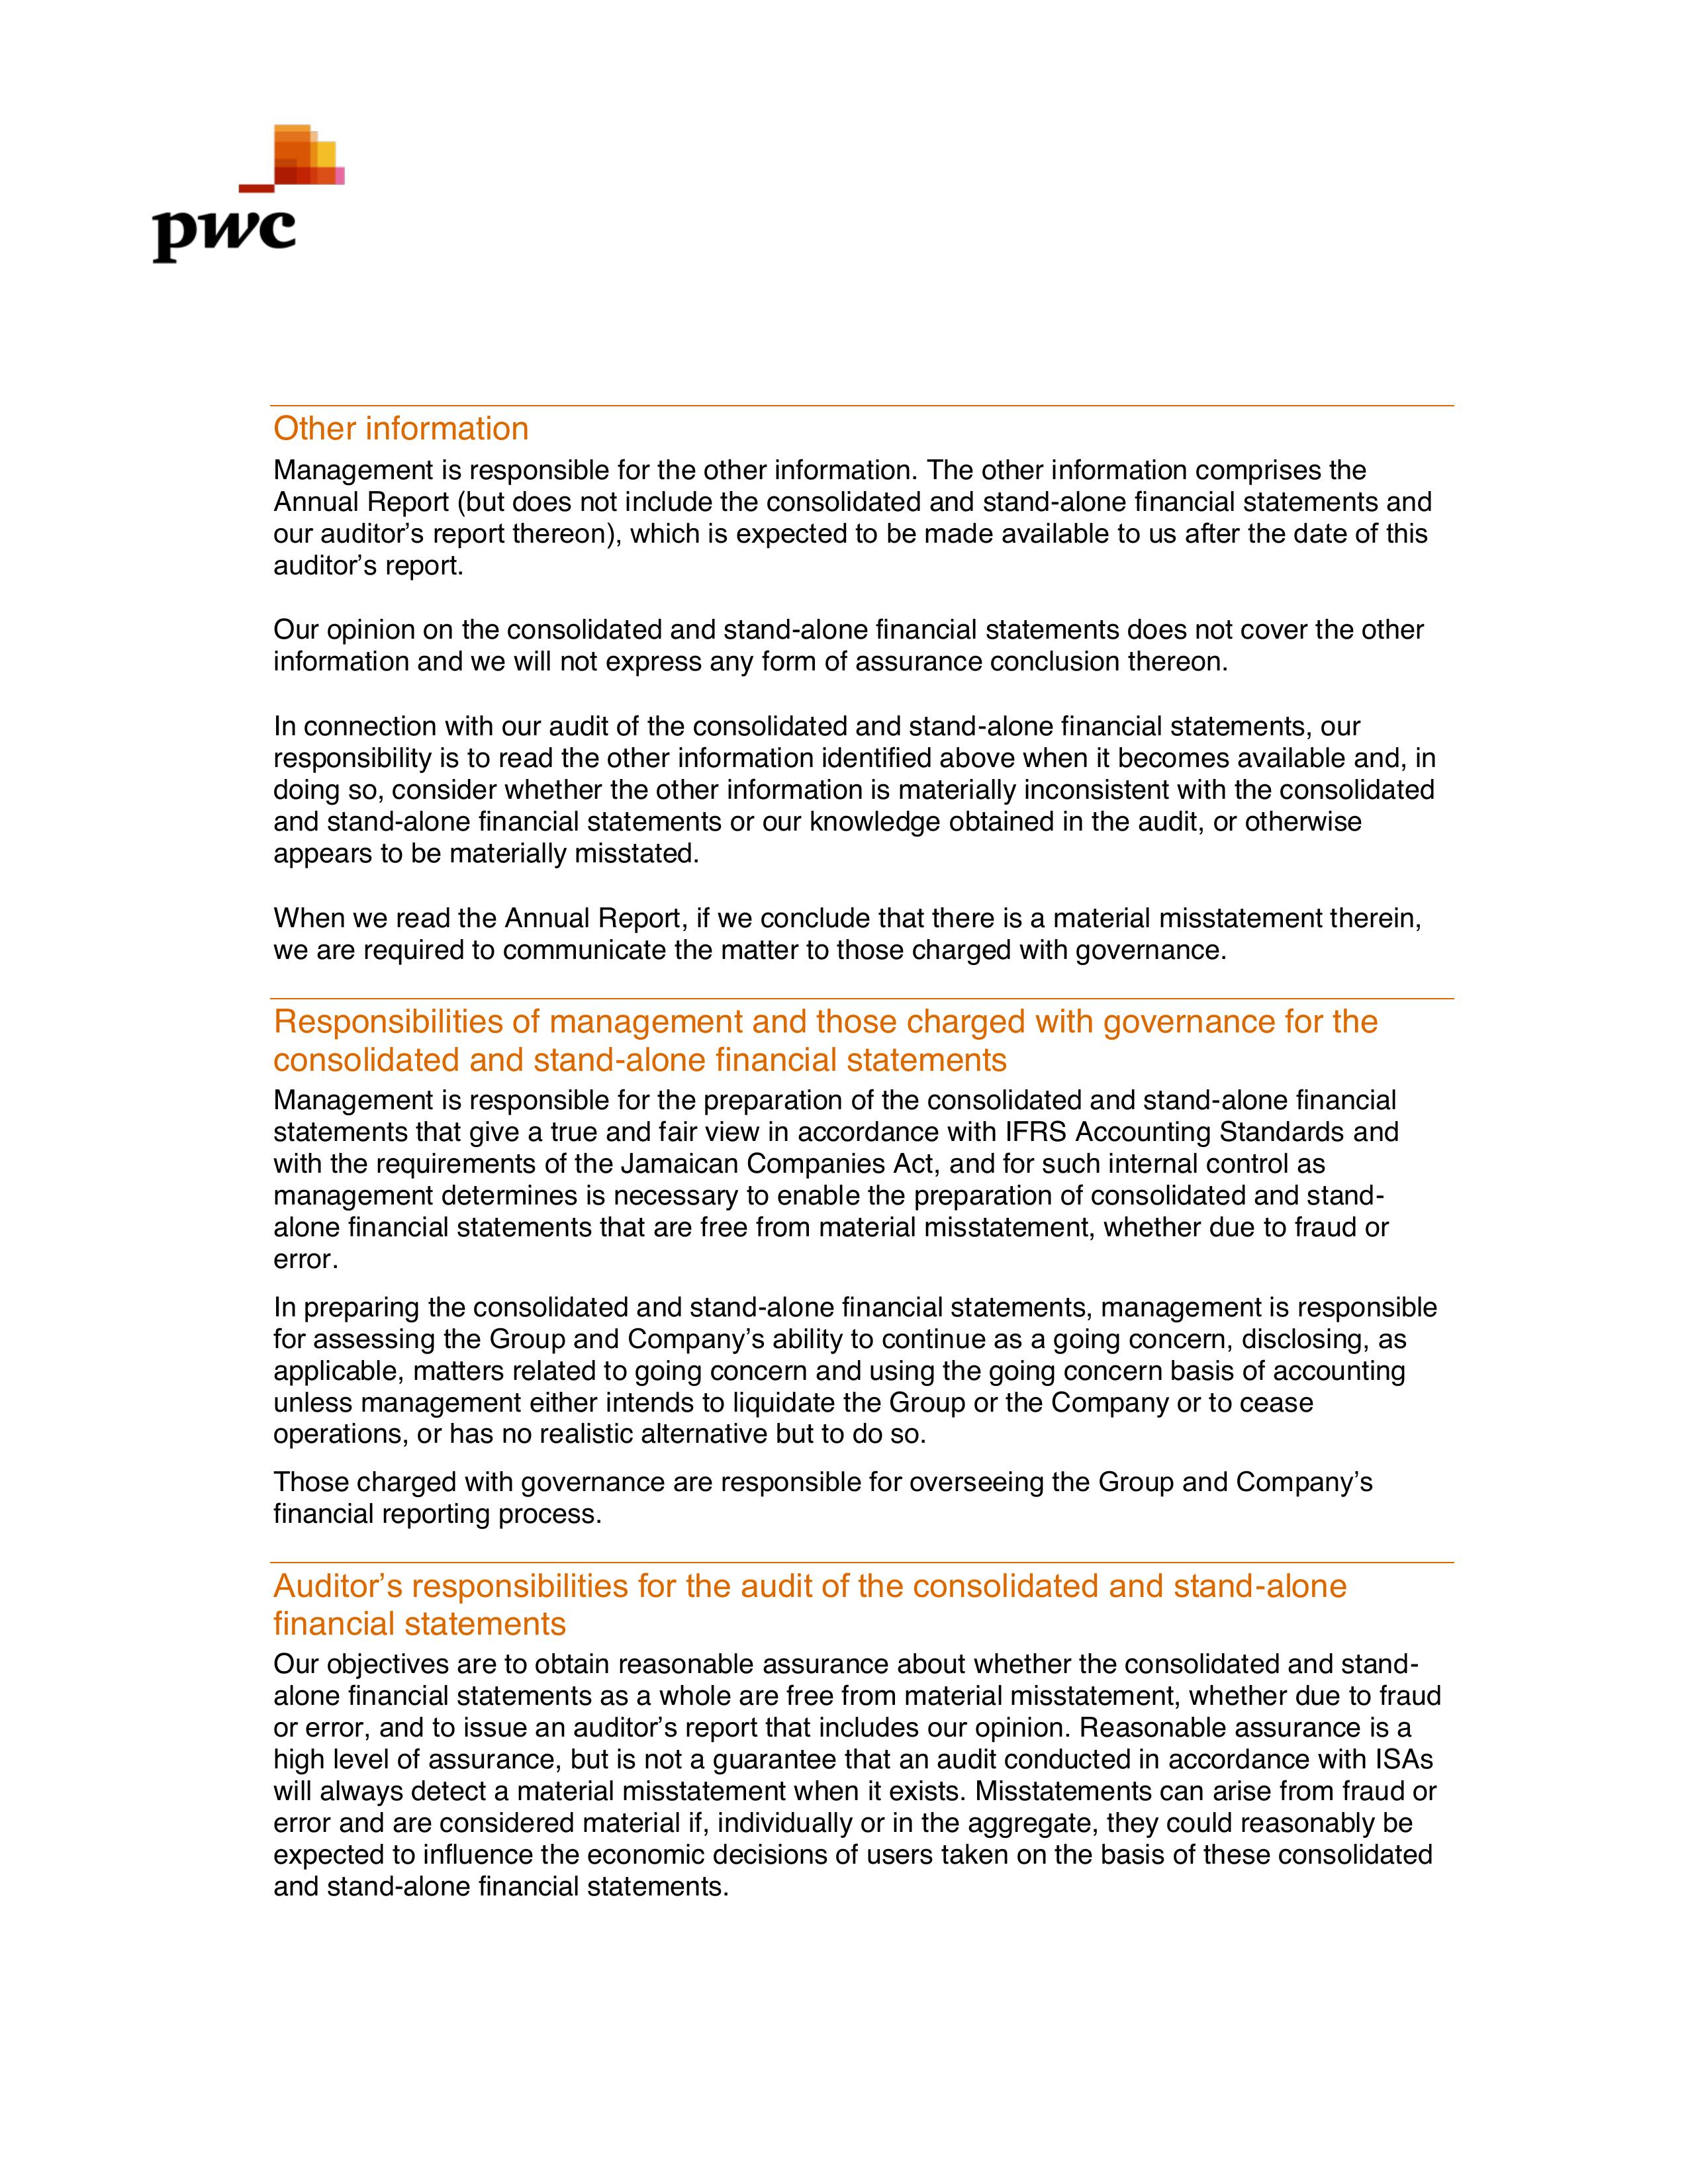 pwc
Other information
Management is responsible for the other information. The other information comprises the
Annual Report (but does not include the consolidated and stand-alone financial statements and
our auditor’s report thereon), which is expected to be made available to us after the date of this
auditor’s report.
Our opinion on the consolidated and stand-alone financial statements does not cover the other
information and we will not express any form of assurance conclusion thereon.
In connection with our audit of the consolidated and stand-alone financial statements, our
responsibility is to read the other information identified above when it becomes available and, in
doing so, consider whether the other information is materially inconsistent with the consolidated
and stand-alone financial statements or our knowledge obtained in the audit, or otherwise
appears to be materially misstated.
When we read the Annual Report, if we conclude that there is a material misstatement therein,
we are required to communicate the matter to those charged with governance.
Responsibilities of management and those charged with governance for the
consolidated and stand-alone financial statements
Management is responsible for the preparation of the consolidated and stand-alone financial
statements that give a true and fair view in accordance with IFRS Accounting Standards and
with the requirements of the Jamaican Companies Act, and for such internal control as
management determines is necessary to enable the preparation of consolidated and stand-
alone financial statements that are free from material misstatement, whether due to fraud or
error.
In preparing the consolidated and stand-alone financial statements, management is responsible
for assessing the Group and Company’s ability to continue as a going concern, disclosing, as
applicable, matters related to going concern and using the going concern basis of accounting
unless management either intends to liquidate the Group or the Company or to cease
operations, or has no realistic alternative but to do so.
Those charged with governance are responsible for overseeing the Group and Company’s
financial reporting process.
Auditor’s responsibilities for the audit of the consolidated and stand-alone
financial statements
Our objectives are to obtain reasonable assurance about whether the consolidated and stand-
alone financial statements as a whole are free from material misstatement, whether due to fraud
or error, and to issue an auditor’s report that includes our opinion. Reasonable assurance is a
high level of assurance, but is not a guarantee that an audit conducted in accordance with ISAs
will always detect a material misstatement when it exists. Misstatements can arise from fraud or
error and are considered material if, individually or in the aggregate, they could reasonably be
expected to influence the economic decisions of users taken on the basis of these consolidated
and stand-alone financial statements.